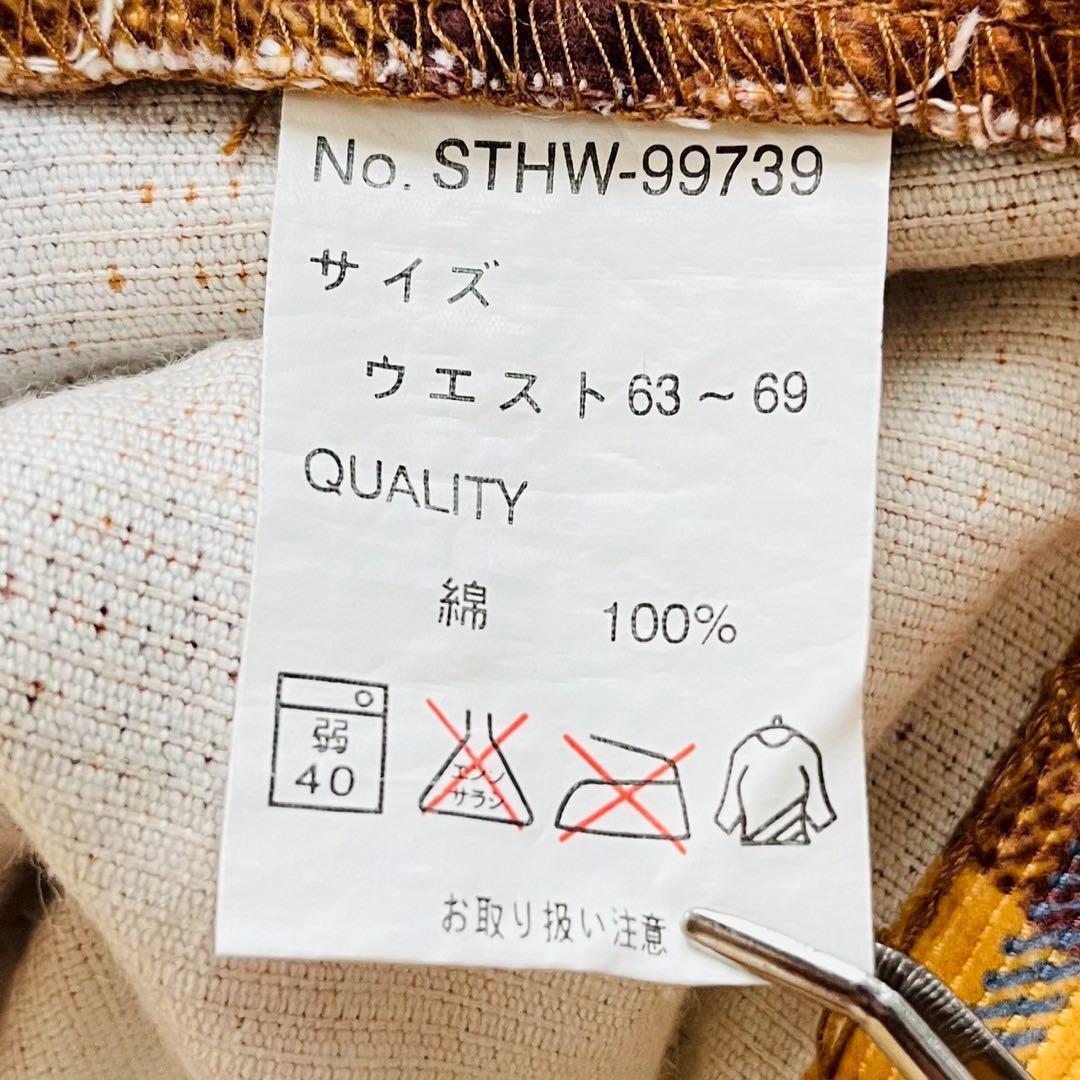 No. STHW-99739
サイズ
ウエスト63～69
QUALITY
綿 100%
弱
40
エンソ
サラシ
お取り扱い注意